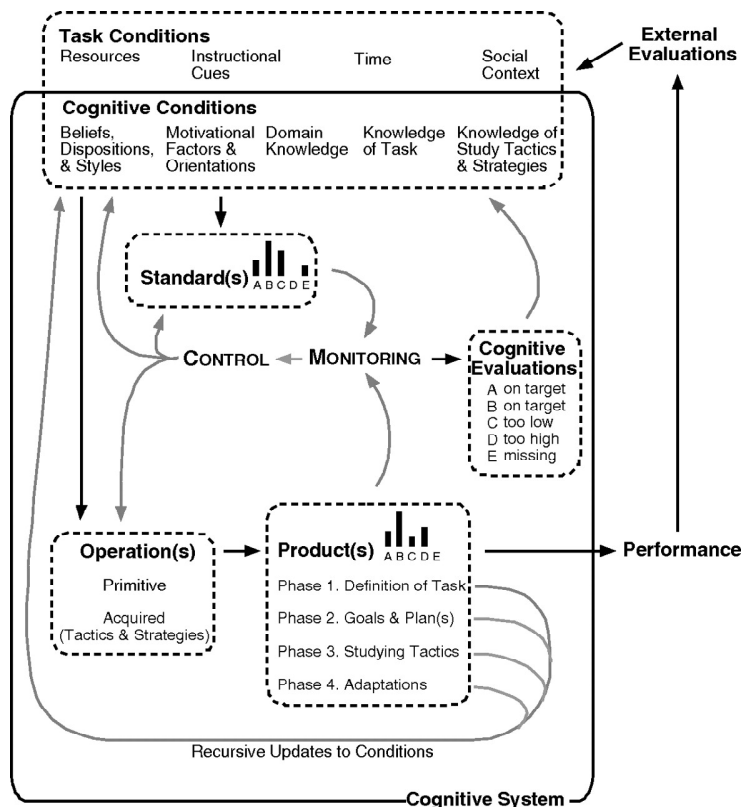 Task Conditions
External
Evaluations
Resources
Instructional
Cues
Time
Social
Context
Cognitive Conditions
Beliefs,
Dispositions,
& Styles
Motivational
Factors &
Orientations
Domain
Knowledge
Knowledge
of Task
Knowledge of
Study Tactics
& Strategies
Standard(s)
A B C D E
CONTROL
MONITORING
Cognitive
Evaluations
A on target
B on target
C too low
D too high
E missing
Operation(s)
Primitive
Acquired
(Tactics & Strategies)
Product(s)
A B C D E
Phase 1. Definition of Task
Phase 2. Goals & Plan(s)
Phase 3. Studying Tactics
Phase 4. Adaptations
Performance
Recursive Updates to Conditions
Cognitive System